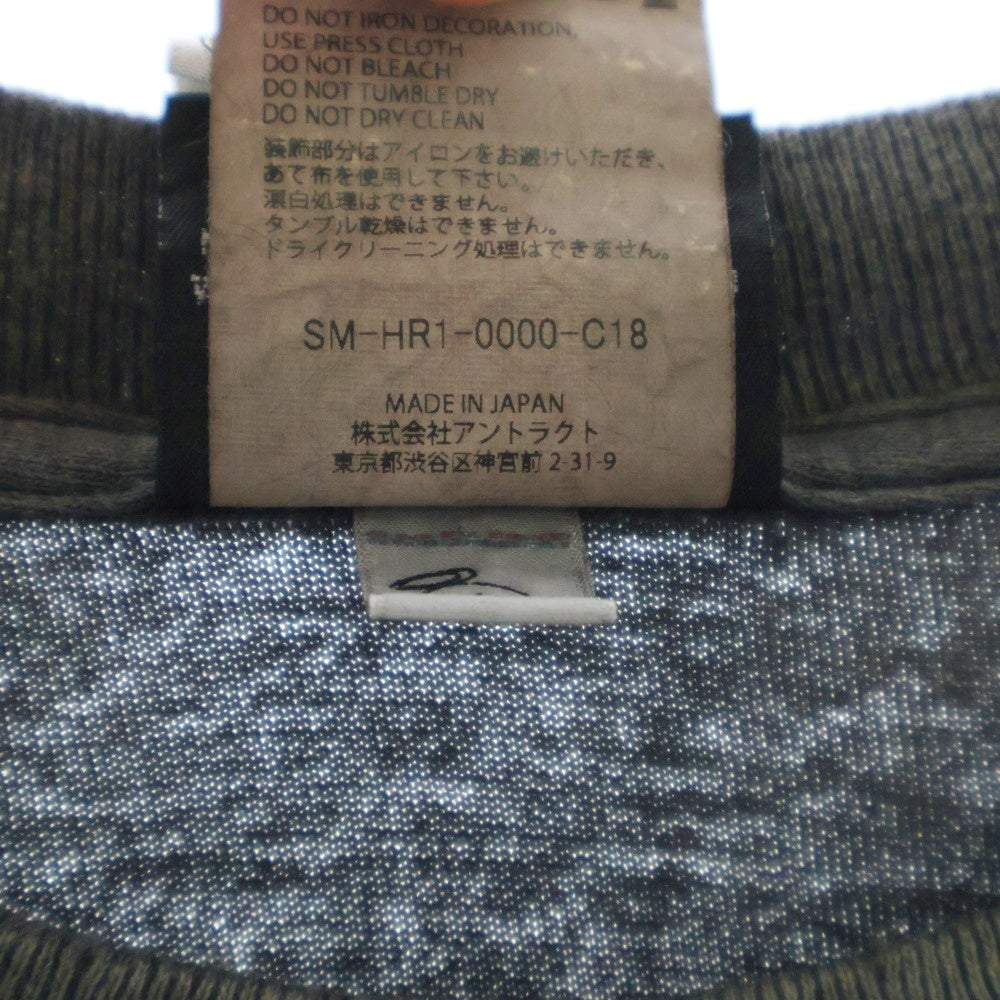 DO NOT IRON DECORATION,
USE PRESS CLOTH
DO NOT BLEACH
DO NOT TUMBLE DRY
DO NOT DRY CLEAN
装飾部分はアイロンをお避けいただき、
あて布を使用して下さい。
漂白処理はできません。
タンブル乾燥はできません。
ドライクリーニング処理はできません。
SM-HR1-0000-C18
MADE IN JAPAN
株式会社アントラクト
東京都渋谷区神宮前 2-31-9